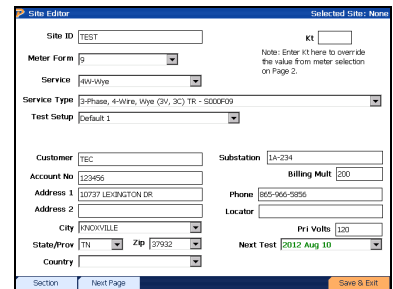 Site Editor Selected Site: None
Site ID TEST Kt
Note: Enter Kt here to override
the value from meter selection
on Page 2.
Meter Form 9
Service 4W-Wye
Service Type 3-Phase, 4-Wire, Wye (3V, 3C) TR - S000F09
Test Setup Default 1
Customer TEC Substation 1A-234
Account No 123456 Billing Mult 200
Address 1 10737 LEXINGTON DR Phone 865-966-5856
Address 2 Locator
City KNOXVILLE Pri Volts 120
State/Prov TN Zip 37932 Next Test 2012 Aug 10
Country
Section Next Page Save & Exit